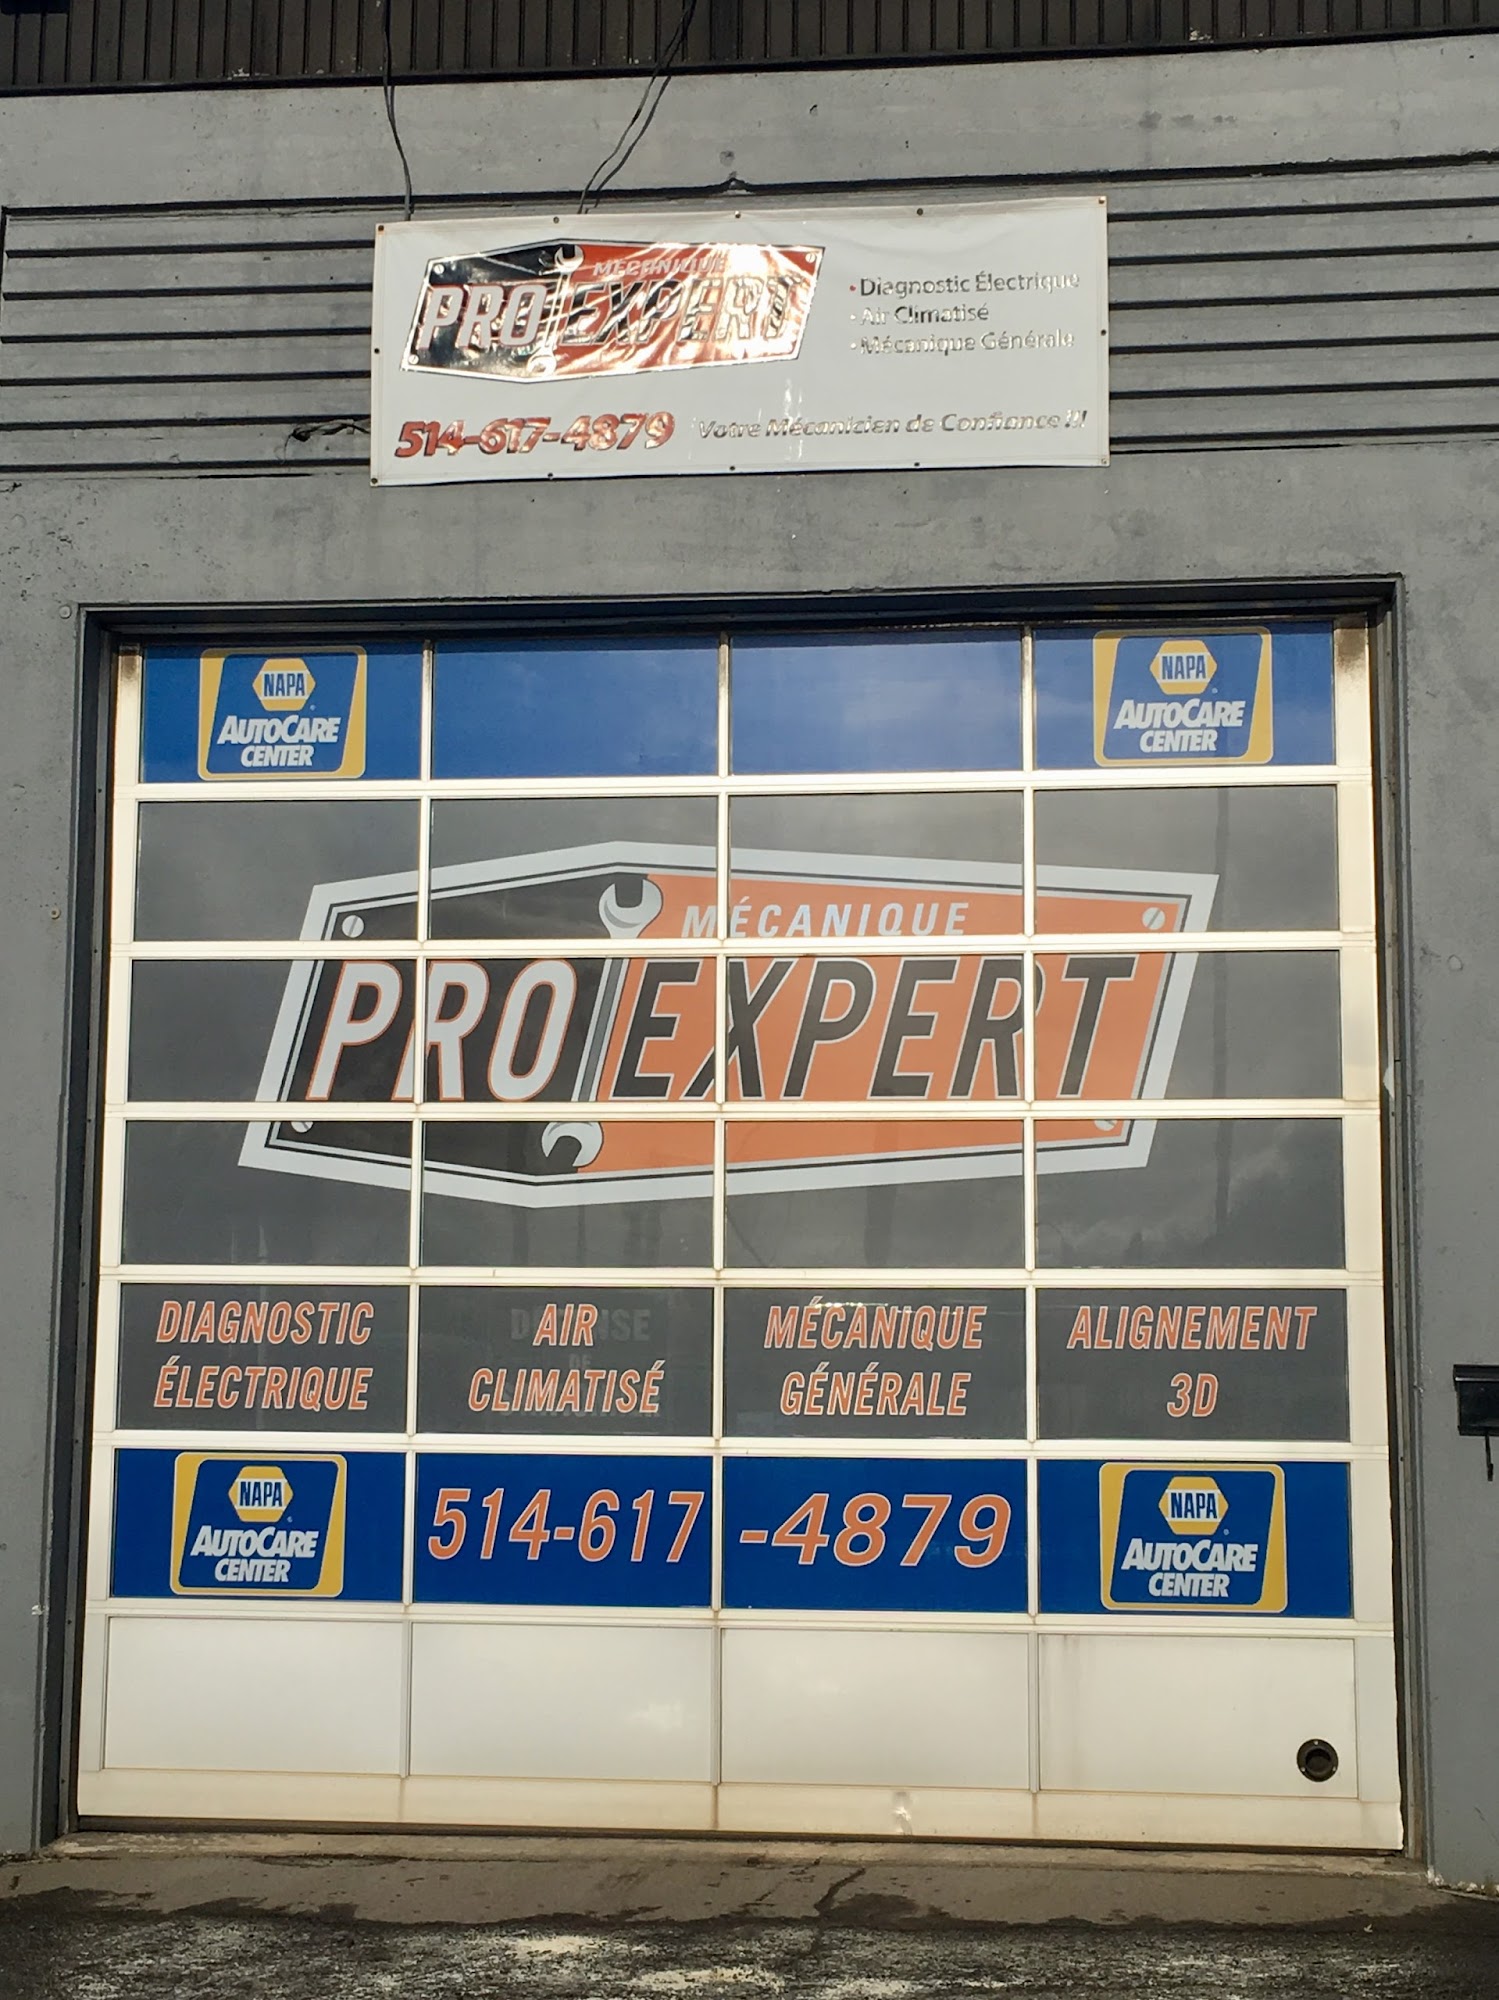 MÉCANIQUE
PRO EXPERT
• Diagnostic Électrique
• Air Climatisé
• Mécanique Générale
514-617-4879
Votre Mécanicien de Confiance !!!
NAPA
AUTOCARE
CENTER
NAPA
AUTOCARE
CENTER
MÉCANIQUE
PRO EXPERT
DIAGNOSTIC
ÉLECTRIQUE
AIR
CLIMATISÉ
MÉCANIQUE
GÉNÉRALE
ALIGNEMENT
3D
NAPA
AUTOCARE
CENTER
514-617-4879
NAPA
AUTOCARE
CENTER